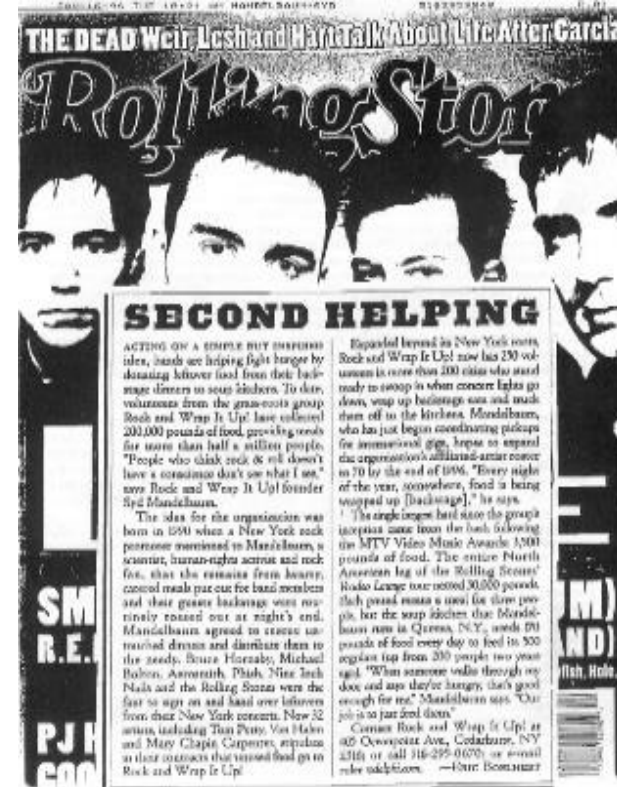 THE DEAD Weir, Lesh and Hart Talk About Life After Garcia
Rolling Stone
SECOND HELPING
ACTING ON A SIMPLE BUT INSPIRED
idea, bands are helping fight hunger by
donating leftover food from their back-
stage dinners to soup kitchens. To date,
volunteers from the grass-roots group
Rock and Wrap It Up! have collected
200,000 pounds of food, providing meals
for more than half a million people.
"People who think rock & roll doesn't
have a conscience don't see what I see,"
says Rock and Wrap It Up! founder
Syd Mandelbaum.
The idea for the organization was
born in 1990 when a New York rock
promoter mentioned to Mandelbaum, a
scientist, human-rights activist and rock
fan, that the remains from hearty,
catered meals put out for band members
and their guests backstage were rou-
tinely tossed out at night's end.
Mandelbaum agreed to rescue un-
touched dinners and distribute them to
the needy. Bruce Hornsby, Michael
Bolton, Aerosmith, Phish, Nine Inch
Nails and the Rolling Stones were the
first to sign on and hand over leftovers
from their New York concerts. Now 32
artists, including Tom Petty, Van Halen
and Mary Chapin Carpenter, stipulate
in their contracts that unused food go to
Rock and Wrap It Up!
Expanded beyond its New York roots,
Rock and Wrap It Up! now has 250 vol-
unteers in more than 200 cities who stand
ready to swoop in when concert lights go
down, wrap up backstage eats and truck
them off to the kitchens. Mandelbaum,
who has just begun coordinating pickups
for international gigs, hopes to expand
the organization's affiliated-artist roster
to 70 by the end of 1996. "Every night
of the year, somewhere, food is being
wrapped up [backstage]," he says.
The single largest haul since the group's
inception came from the bash following
the MTV Video Music Awards: 3,500
pounds of food. The entire North
American leg of the Rolling Stones'
Voodoo Lounge tour netted 30,000 pounds.
Each pound means a meal for three peo-
ple, but the soup kitchen that Mandel-
baum runs in Queens, N.Y., needs 170
pounds of food every day to feed its 500
regulars (up from 200 people two years
ago). "When someone walks through my
door and says they're hungry, that's good
enough for me," Mandelbaum says. "Our
job is to just feed them."
Contact Rock and Wrap It Up! at
405 Oceanpoint Ave., Cedarhurst, NY
11516; or call 516-295-0670; or e-mail
SM
R.E.
PJ H
GOO
E
M)
AND)
fish, Hole